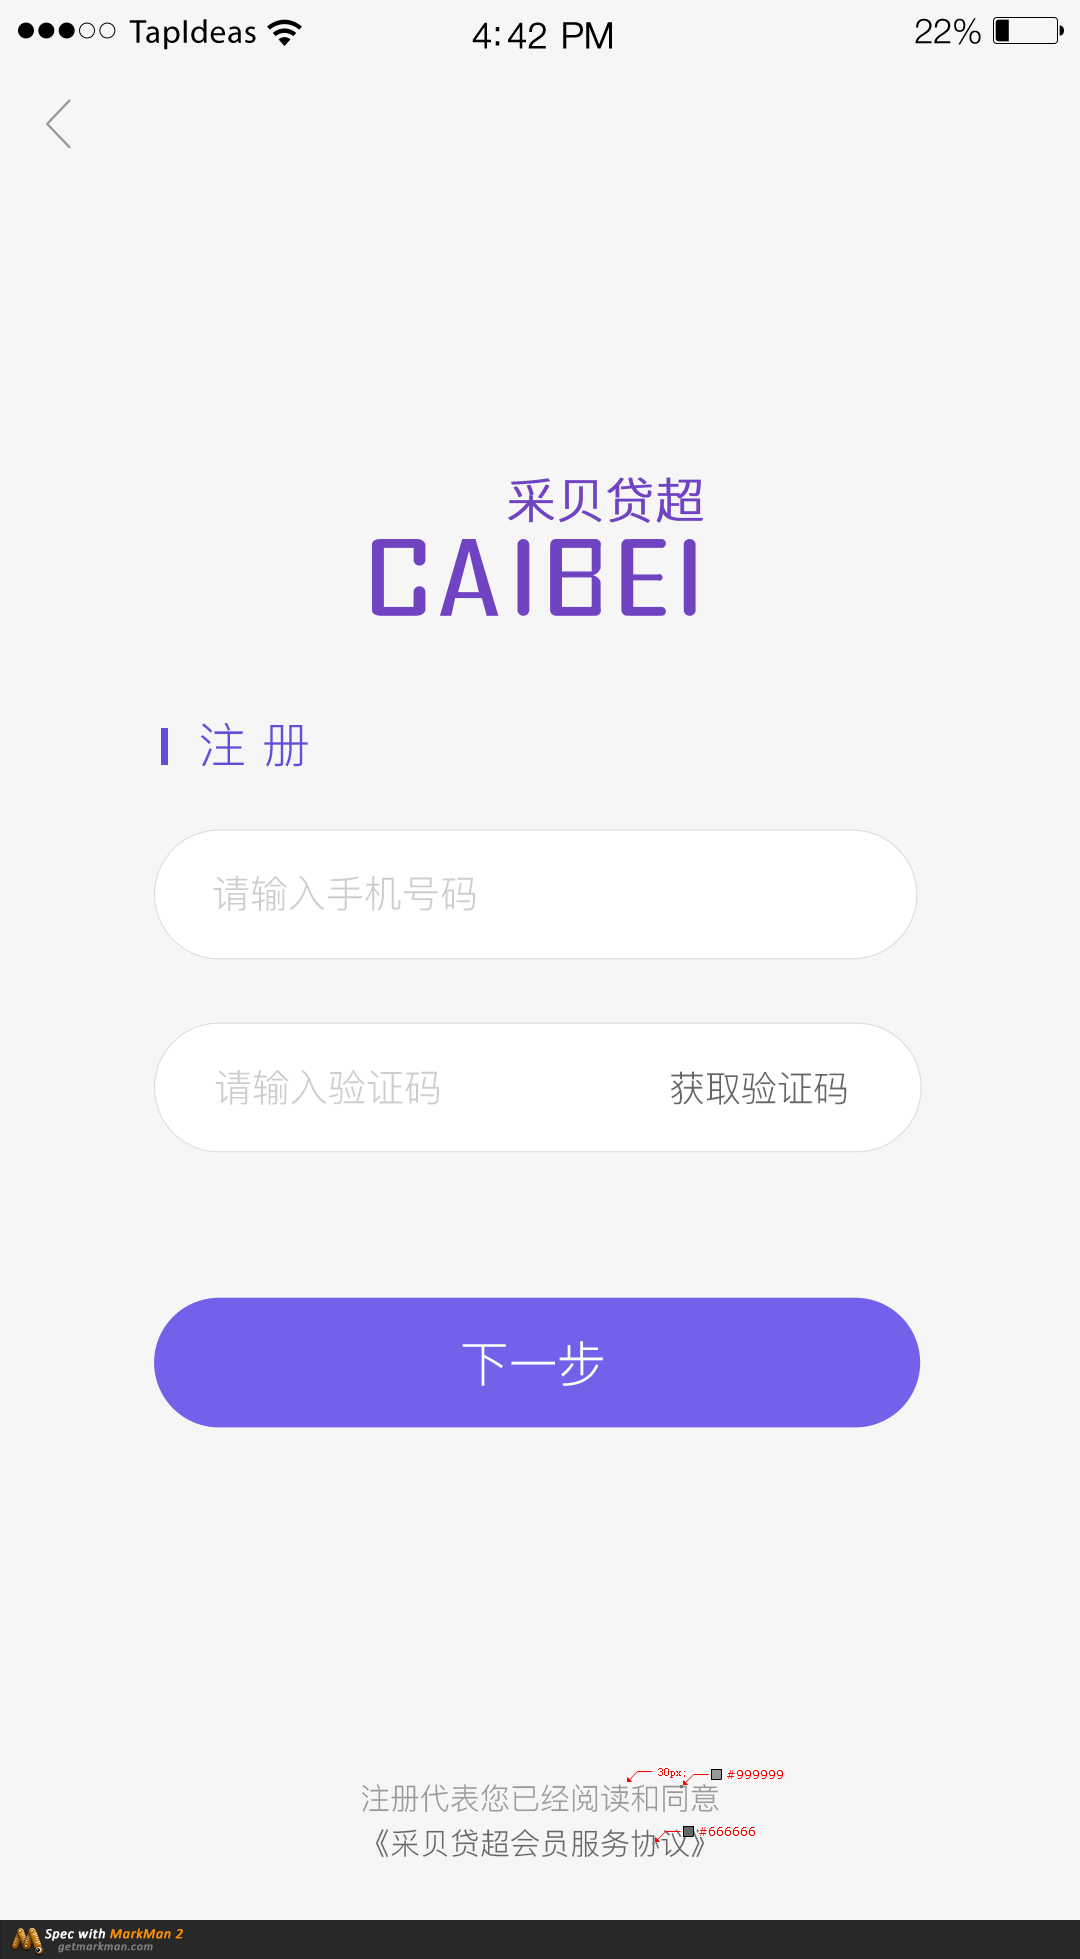 TapIdeas 4:42 PM 22%
采贝贷超
CAIBEI
注册
请输入手机号码
请输入验证码 获取验证码
下一步
30px; #999999
注册代表您已经阅读和同意
#666666
《采贝贷超会员服务协议》
Spec with MarkMan 2
getmarkman.com